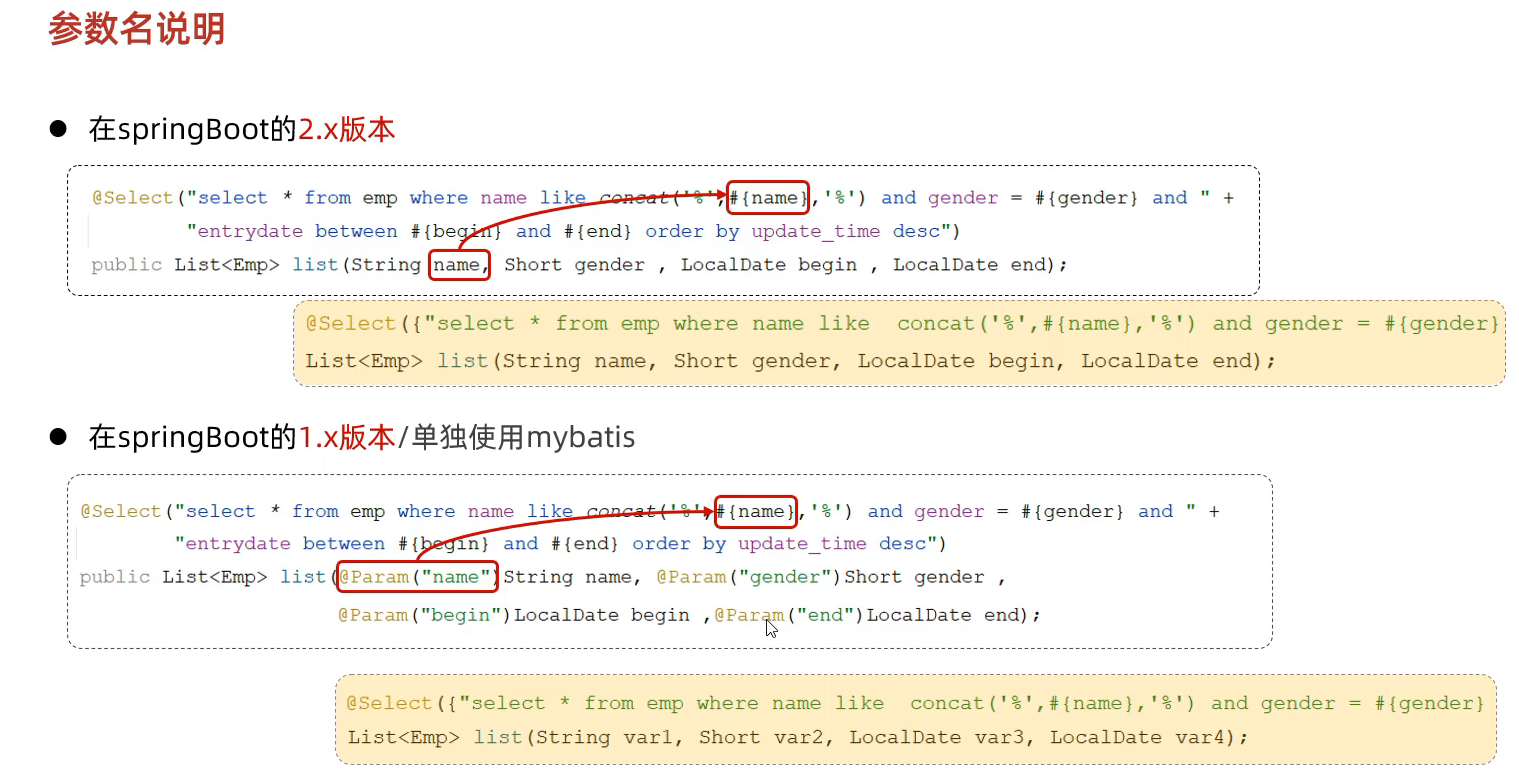 参数名说明
● 在springBoot的2.x版本
@Select("select * from emp where name like concat('%',#{name},'%') and gender = #{gender} and " +
"entrydate between #{begin} and #{end} order by update_time desc")
public List<Emp> list(String name, Short gender , LocalDate begin , LocalDate end);
@Select({"select * from emp where name like  concat('%',#{name},'%') and gender = #{gender}
List<Emp> list(String name, Short gender, LocalDate begin, LocalDate end);
● 在springBoot的1.x版本/单独使用mybatis
@Select("select * from emp where name like concat('%',#{name},'%') and gender = #{gender} and " +
"entrydate between #{begin} and #{end} order by update_time desc")
public List<Emp> list(@Param("name")String name, @Param("gender")Short gender ,
@Param("begin")LocalDate begin ,@Param("end")LocalDate end);
@Select({"select * from emp where name like  concat('%',#{name},'%') and gender = #{gender}
List<Emp> list(String var1, Short var2, LocalDate var3, LocalDate var4);